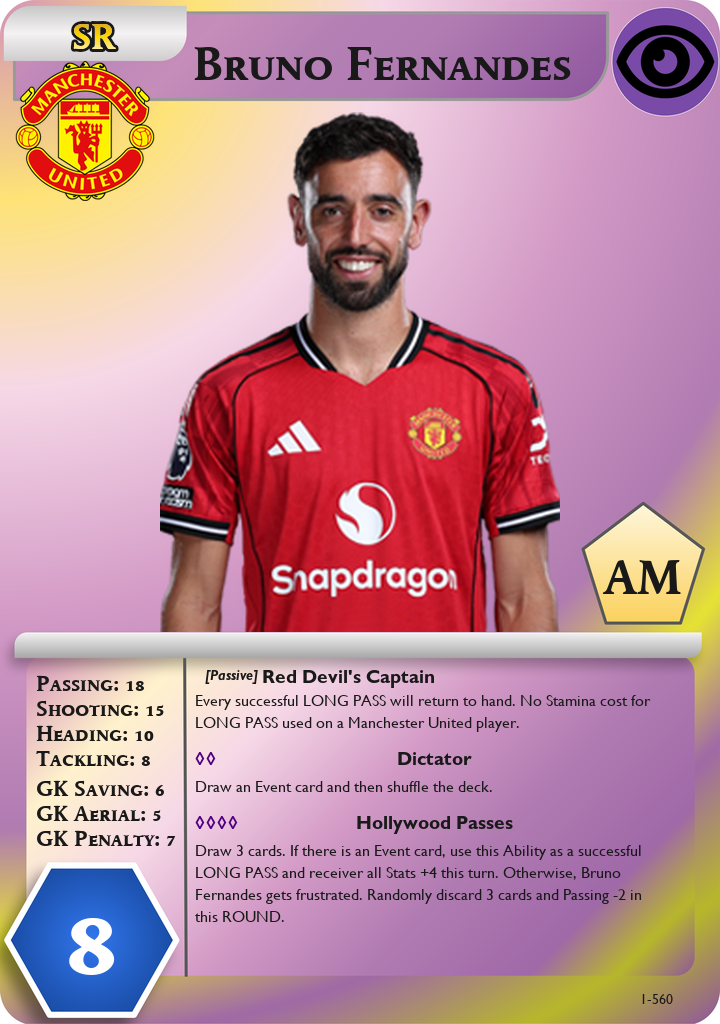 SR
Bruno Fernandes
MANCHESTER
UNITED
MANCHESTER
UNITED
TEC
Snapdragon
AM
Passing: 18
Shooting: 15
Heading: 10
Tackling: 8
GK Saving: 6
GK Aerial: 5
GK Penalty: 7
8
[Passive] Red Devil's Captain
Every successful LONG PASS will return to hand. No Stamina cost for
LONG PASS used on a Manchester United player.
Dictator
Draw an Event card and then shuffle the deck.
Hollywood Passes
Draw 3 cards. If there is an Event card, use this Ability as a successful
LONG PASS and receiver all Stats +4 this turn. Otherwise, Bruno
Fernandes gets frustrated. Randomly discard 3 cards and Passing -2 in
this ROUND.
1-560